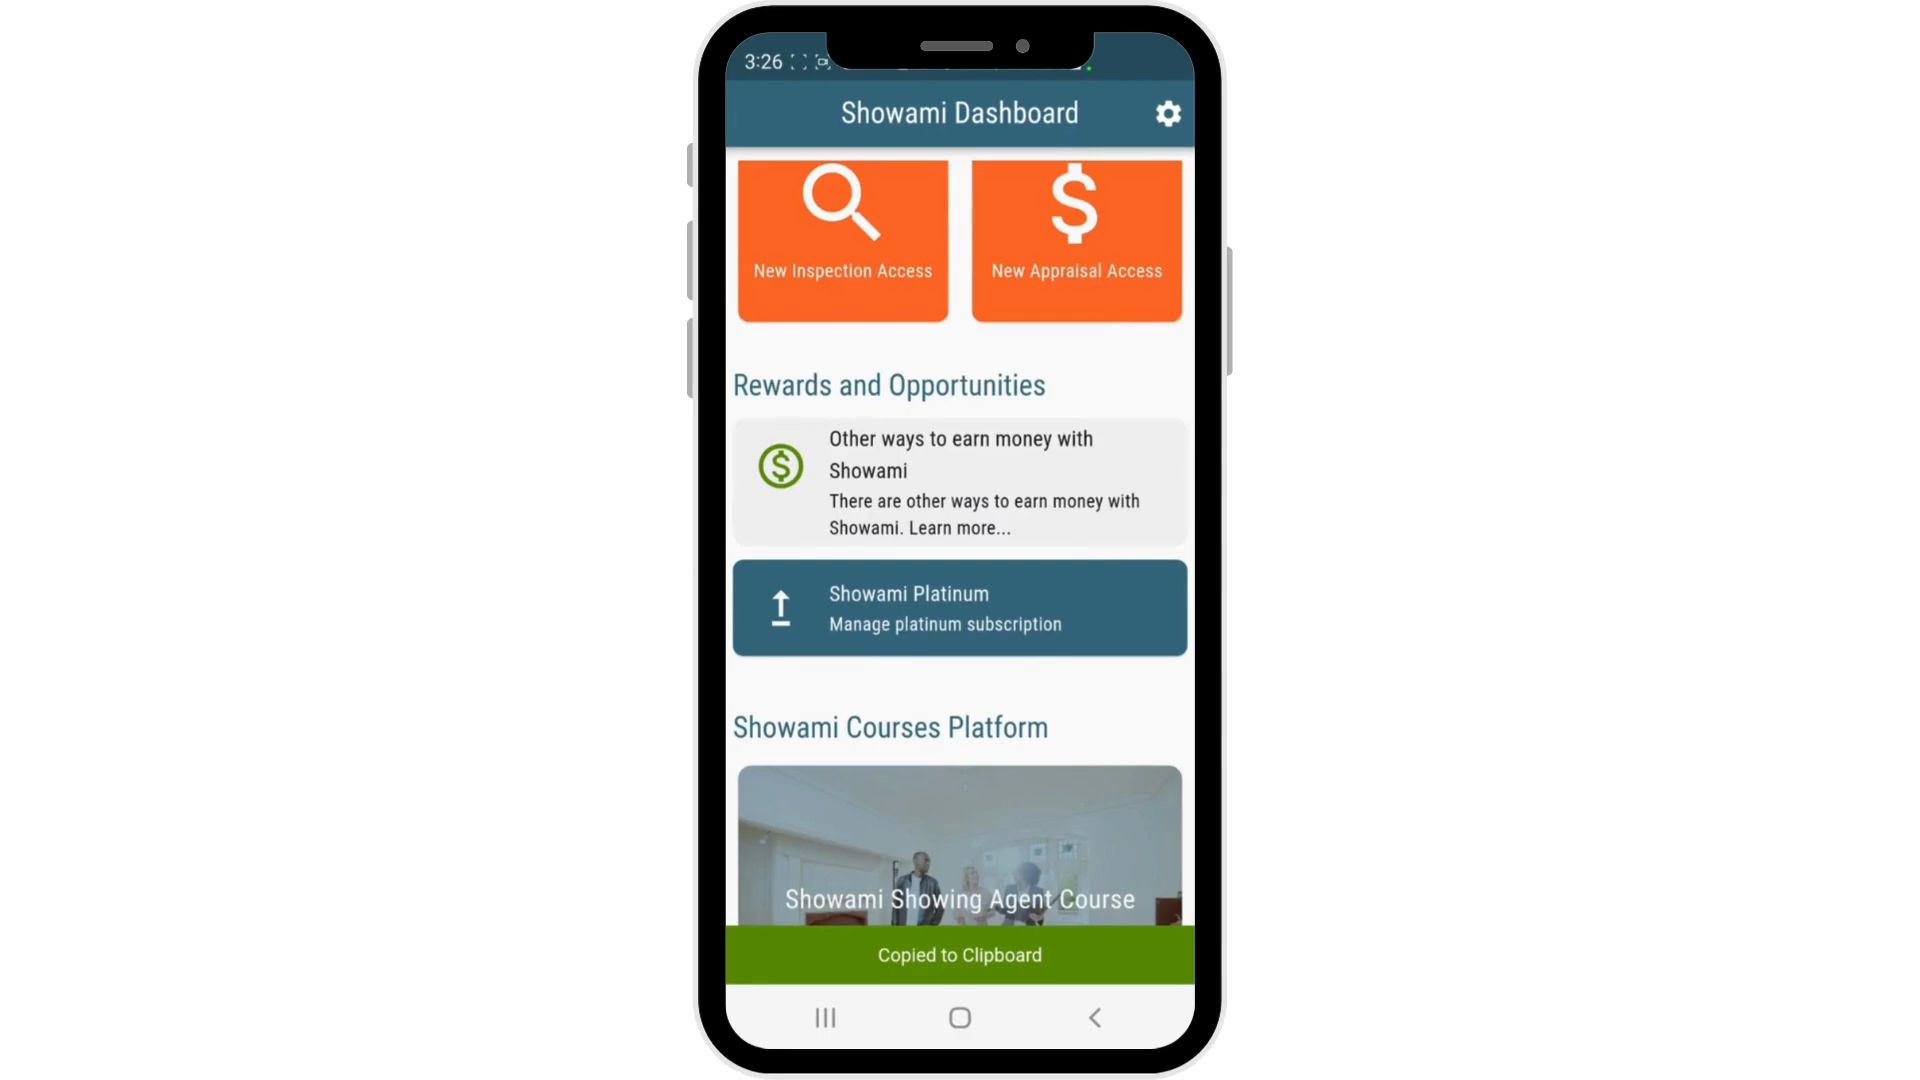 3:26
Showami Dashboard
New Inspection Access
New Appraisal Access
Rewards and Opportunities
Other ways to earn money with
Showami
There are other ways to earn money with
Showami. Learn more...
Showami Platinum
Manage platinum subscription
Showami Courses Platform
Showami Showing Agent Course
Copied to Clipboard